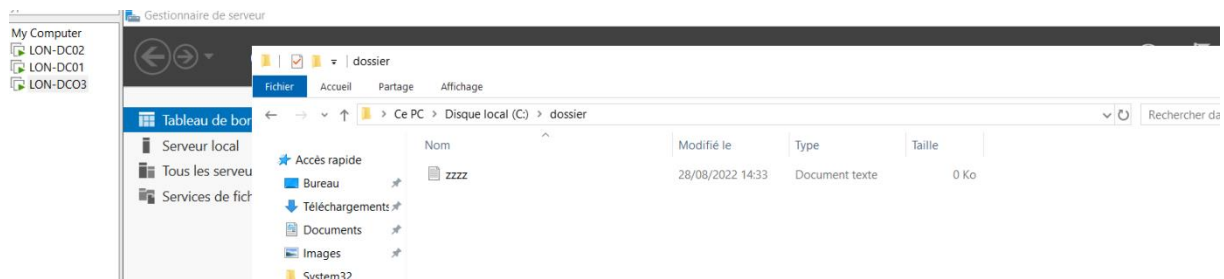 Gestionnaire de serveur
My Computer
LON-DC02
LON-DC01
LON-DCO3
dossier
Fichier Accueil Partage Affichage
Ce PC > Disque local (C:) > dossier
Rechercher da
Tableau de bor
Serveur local
Tous les serveu
Services de fich
Accès rapide
Bureau
Téléchargements
Documents
Images
System32
Nom Modifié le Type Taille
zzzz 28/08/2022 14:33 Document texte 0 Ko